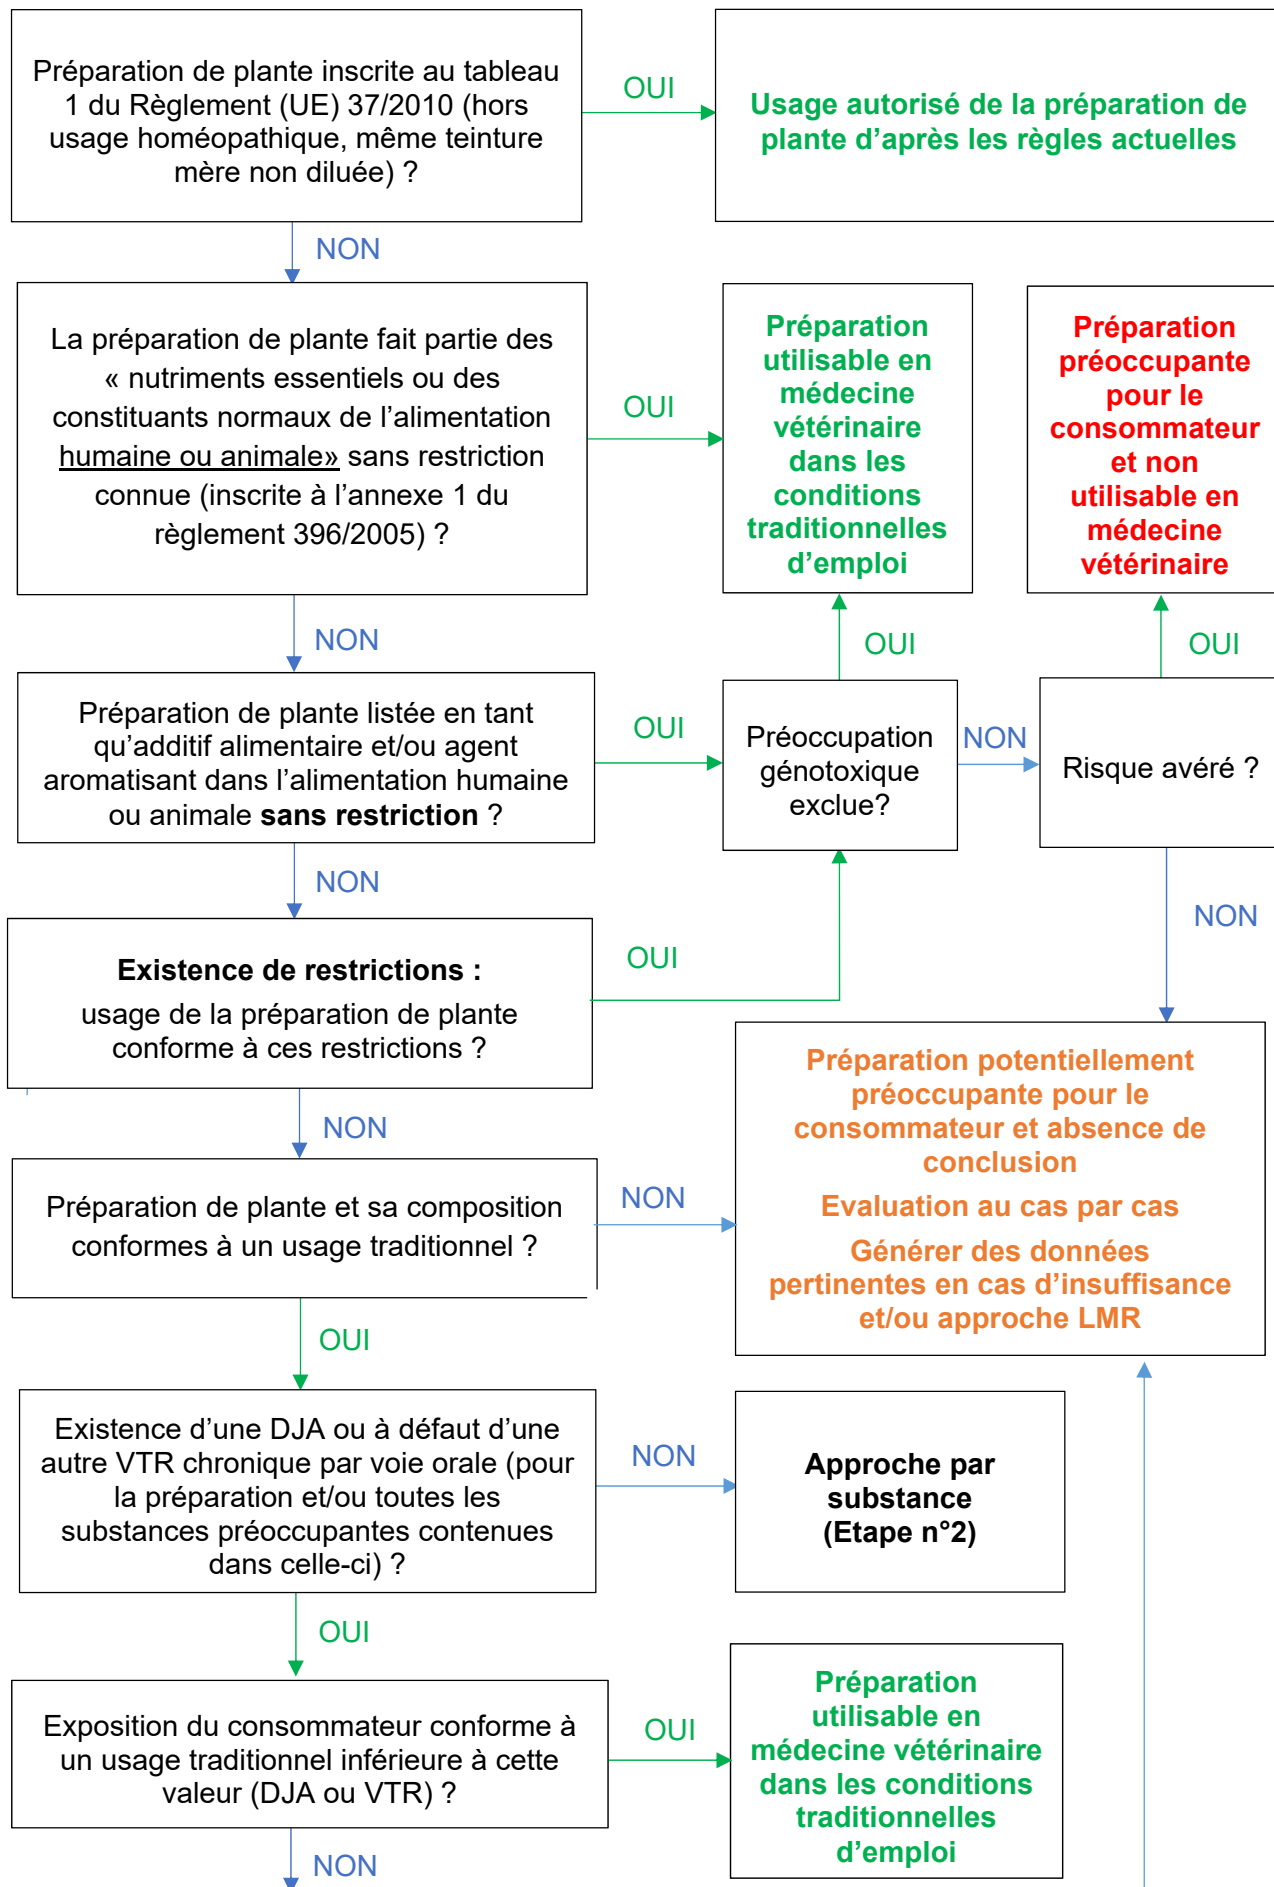 Préparation de plante inscrite au tableau
1 du Règlement (UE) 37/2010 (hors
usage homéopathique, même teinture
mère non diluée) ?
OUI
Usage autorisé de la préparation de
plante d’après les règles actuelles
NON
La préparation de plante fait partie des
« nutriments essentiels ou des
constituants normaux de l’alimentation
humaine ou animale» sans restriction
connue (inscrite à l’annexe 1 du
règlement 396/2005) ?
OUI
Préparation
utilisable en
médecine
vétérinaire
dans les
conditions
traditionnelles
d’emploi
Préparation
préoccupante
pour le
consommateur
et non
utilisable en
médecine
vétérinaire
NON
OUI
OUI
Préparation de plante listée en tant
qu’additif alimentaire et/ou agent
aromatisant dans l’alimentation humaine
ou animale sans restriction ?
OUI
Préoccupation
génotoxique
exclue?
NON
Risque avéré ?
NON
NON
Existence de restrictions :
usage de la préparation de plante
conforme à ces restrictions ?
OUI
NON
Préparation potentiellement
préoccupante pour le
consommateur et absence de
conclusion
Evaluation au cas par cas
Générer des données
pertinentes en cas d’insuffisance
et/ou approche LMR
Préparation de plante et sa composition
conformes à un usage traditionnel ?
NON
OUI
Existence d’une DJA ou à défaut d’une
autre VTR chronique par voie orale (pour
la préparation et/ou toutes les
substances préoccupantes contenues
dans celle-ci) ?
NON
Approche par
substance
(Etape n°2)
OUI
Exposition du consommateur conforme à
un usage traditionnel inférieure à cette
valeur (DJA ou VTR) ?
OUI
Préparation
utilisable en
médecine vétérinaire
dans les conditions
traditionnelles
d’emploi
NON